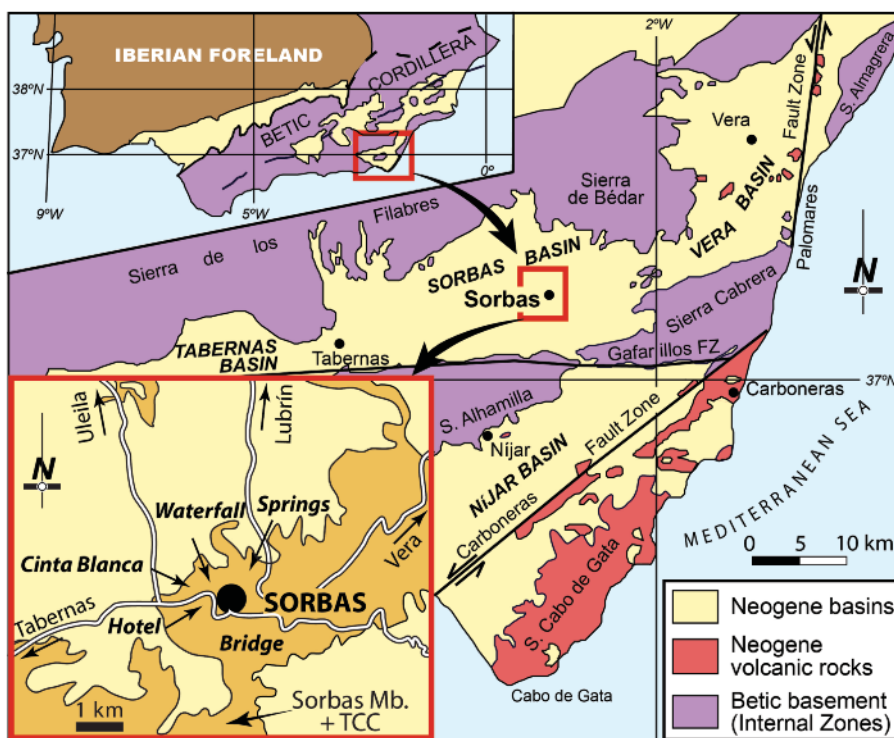 IBERIAN FORELAND
38ºN
37ºN
9ºW
5ºW
0º
BETIC
CORDILLERA
2ºW
Fault Zone
S. Almagrera
Vera
VERA BASIN
Palomares
Sierra
de Bédar
Sierra de los Filabres
SORBAS BASIN
Sorbas
N
Sierra Cabrera
TABERNAS
BASIN
Tabernas
Gafarillos FZ
37ºN
S. Alhamilla
Carboneras
Níjar
NíJAR BASIN
Carboneras Fault Zone
MEDITERRANEAN SEA
0 5 10 km
S. Cabo de Gata
Cabo de Gata
Uleila
Lubrín
N
Waterfall
Springs
Cinta Blanca
Vera
SORBAS
Tabernas
Hotel
Bridge
Sorbas Mb.
+ TCC
1 km
Neogene basins
Neogene
volcanic rocks
Betic basement
(Internal Zones)